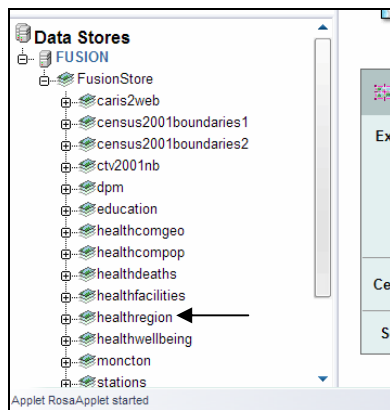 Data Stores
FUSION
FusionStore
caris2web
census2001boundaries1
census2001boundaries2
ctv2001nb
dpm
education
healthcomgeo
healthcompop
healthdeaths
healthfacilities
healthregion
healthwellbeing
moncton
stations
Ex
Ce
S
Applet RosaApplet started